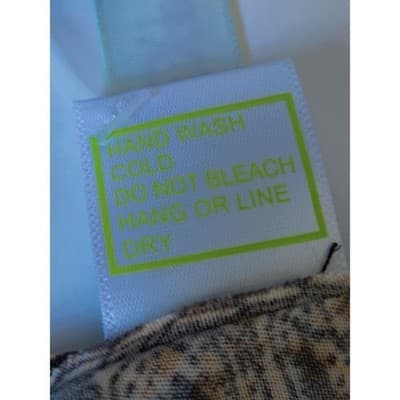 HAND WASH
COLD
DO NOT BLEACH
HANG OR LINE
DRY